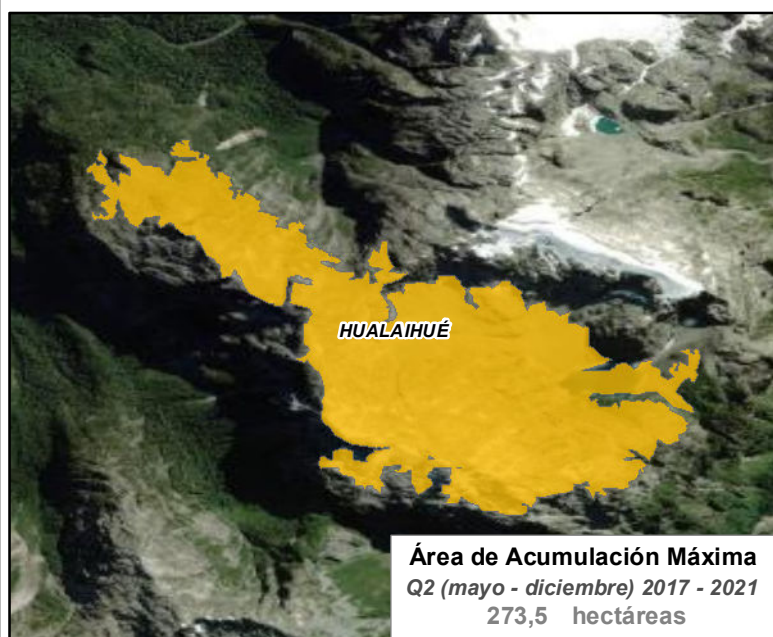 HUALAIHUÉ
Área de Acumulación Máxima
Q2 (mayo - diciembre) 2017 - 2021
273,5 hectáreas